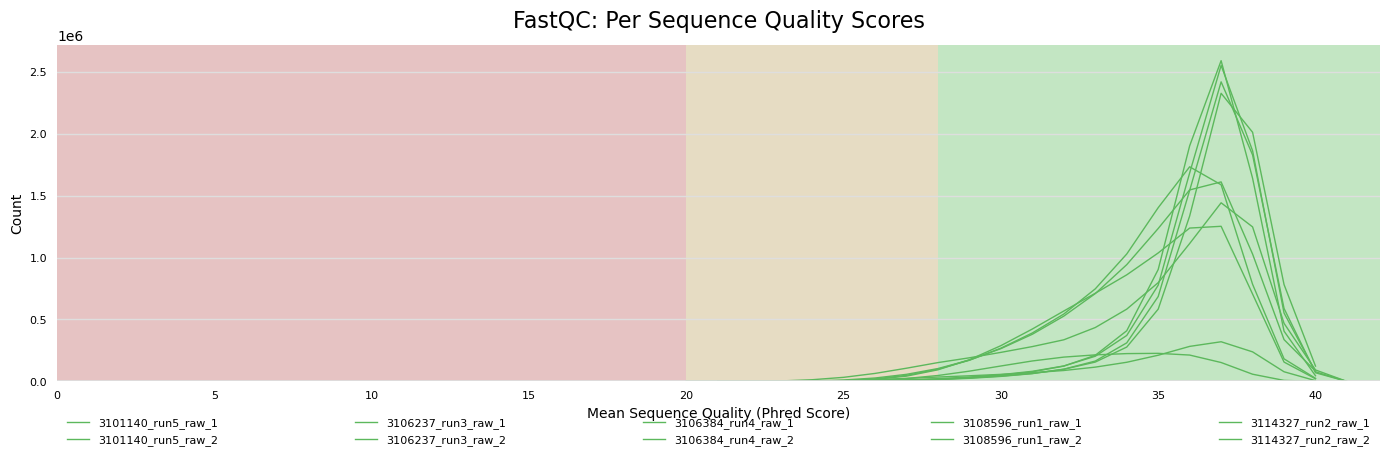 FastQC: Per Sequence Quality Scores
1e6
2.5
2.0
1.5
1.0
0.5
0.0
Count
0 5 10 15 20 25 30 35 40
Mean Sequence Quality (Phred Score)
3101140_run5_raw_1 3106237_run3_raw_1 3106384_run4_raw_1 3108596_run1_raw_1 3114327_run2_raw_1
3101140_run5_raw_2 3106237_run3_raw_2 3106384_run4_raw_2 3108596_run1_raw_2 3114327_run2_raw_2